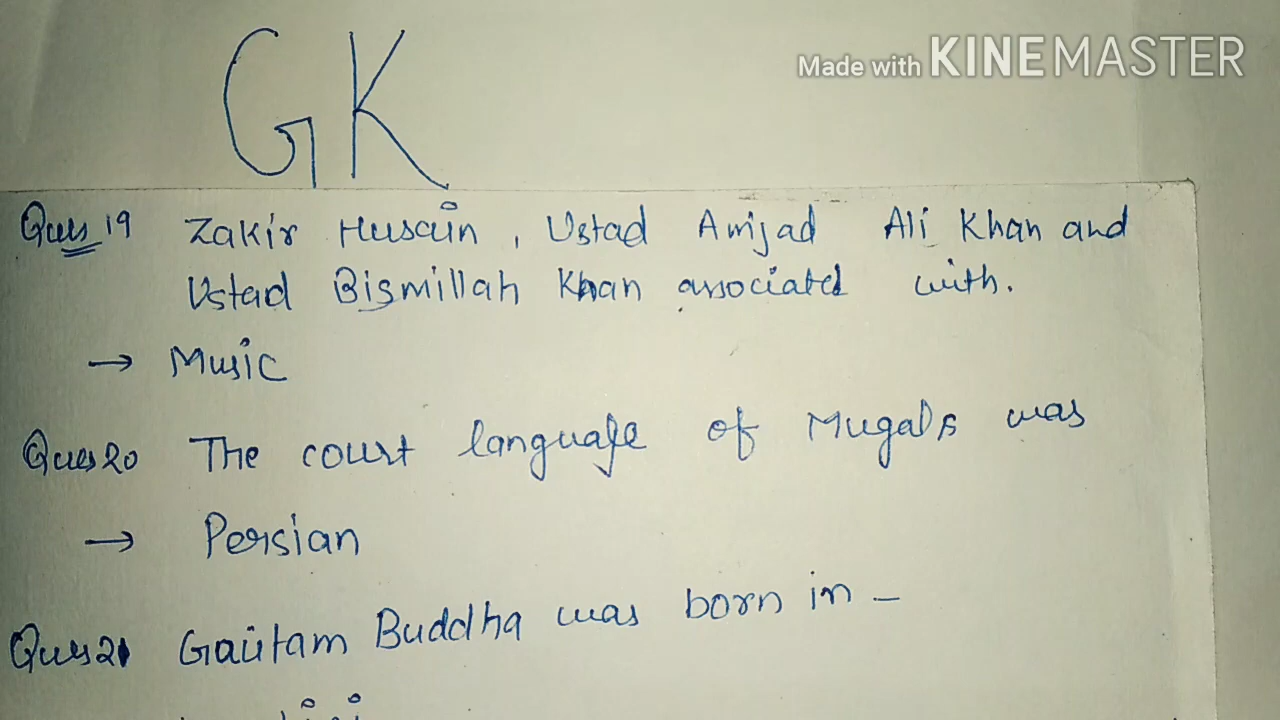 GK
Made with KINEMASTER
Ques 19 Zakir Husain, Ustad Amjad Ali Khan and
Ustad Bismillah Khan associated with.
→ Music
Ques 20 The court language of Mugals was
→ Persian
Ques 21 Gautam Buddha was born in -